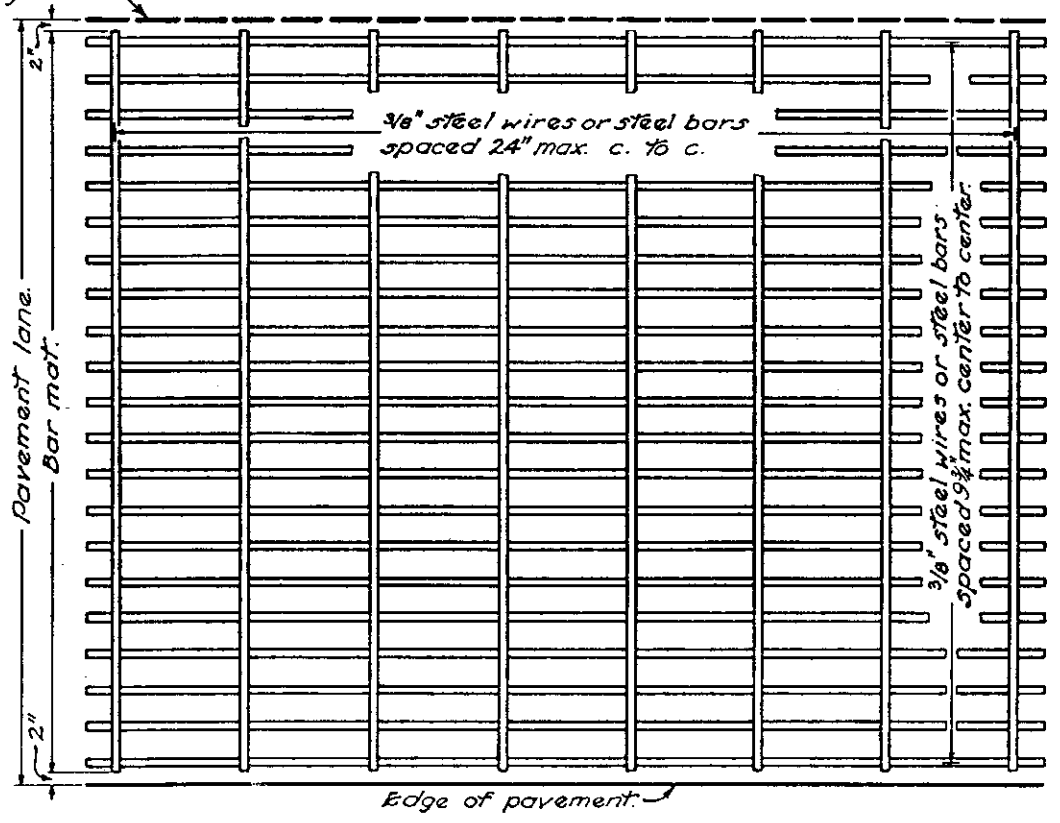 2"
3/8" steel wires or steel bars
spaced 24" max. c. to c.
3/8" steel wires or steel bars
spaced 9 3/4" max. center to center.
Pavement lane.
Bar mat.
2"
Edge of pavement.